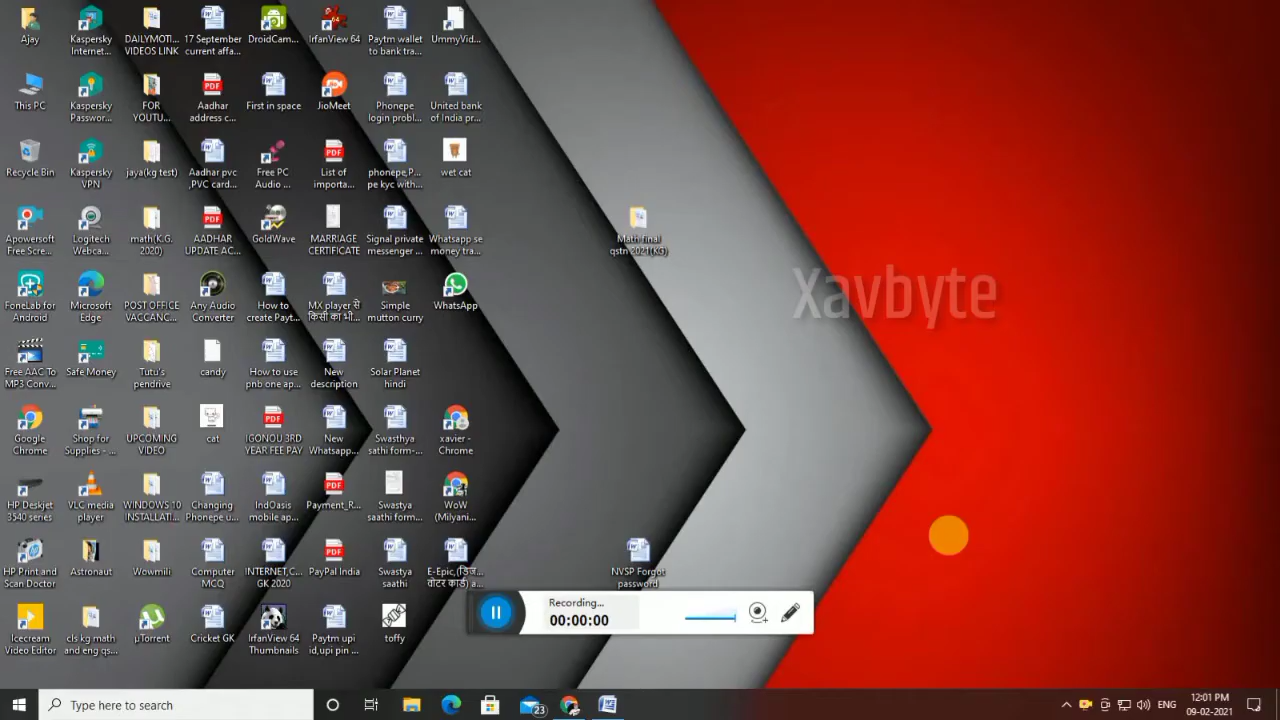 Ajay
Kaspersky
Internet...
DAILYMOTI...
VIDEOS LINK
17 September
current affa...
DroidCam...
IrfanView 64
Paytm wallet
to bank tra...
UmmyVid...
This PC
Kaspersky
Passwor...
FOR
YOUTU...
Aadhar
address c...
First in space
JioMeet
Phonepe
login probl...
United bank
of India pr...
Recycle Bin
Kaspersky
VPN
jaya(kg test)
Aadhar pvc
,PVC card...
Free PC
Audio ...
List of
importa...
phonepe,P...
pe kyc with...
wet cat
Apowersoft
Free Scre...
Logitech
Webca...
math(K.G.
2020)
AADHAR
UPDATE AC...
GoldWave
MARRIAGE
CERTIFICATE
Signal private
messenger ...
Whatsapp se
money tra...
Math final
qstn 2021(KG)
FoneLab for
Android
Microsoft
Edge
POST OFFICE
VACCANC...
Any Audio
Converter
How to
create Payt...
MX player से
किसी का भी...
Simple
mutton curry
WhatsApp
Xavbyte
Free AAC To
MP3 Conv...
Safe Money
Tutu's
pendrive
candy
How to use
pnb one ap...
New
description
Solar Planet
hindi
Google
Chrome
Shop for
Supplies - ...
UPCOMING
VIDEO
cat
IGONOU 3RD
YEAR FEE PAY
New
Whatsapp...
Swasthya
sathi form-...
xavier -
Chrome
HP Deskjet
3540 series
VLC media
player
WINDOWS 10
INSTALLATI...
Changing
Phonepe u...
IndOasis
mobile ap...
Payment_R...
Swastya
saathi form...
WoW
(Milyani...
HP Print and
Scan Doctor
Astronaut
Wowmili
Computer
MCQ
INTERNET,C...
GK 2020
PayPal India
Swastya
saathi
E-Epic,(डिज...
वोटर कार्ड) a...
NVSP Forgot
password
Icecream
Video Editor
cls kg math
and eng qs...
µTorrent
Cricket GK
IrfanView 64
Thumbnails
Paytm upi
id,upi pin ...
toffy
Recording...
00:00:00
Type here to search
23
ENG
12:01 PM
09-02-2021